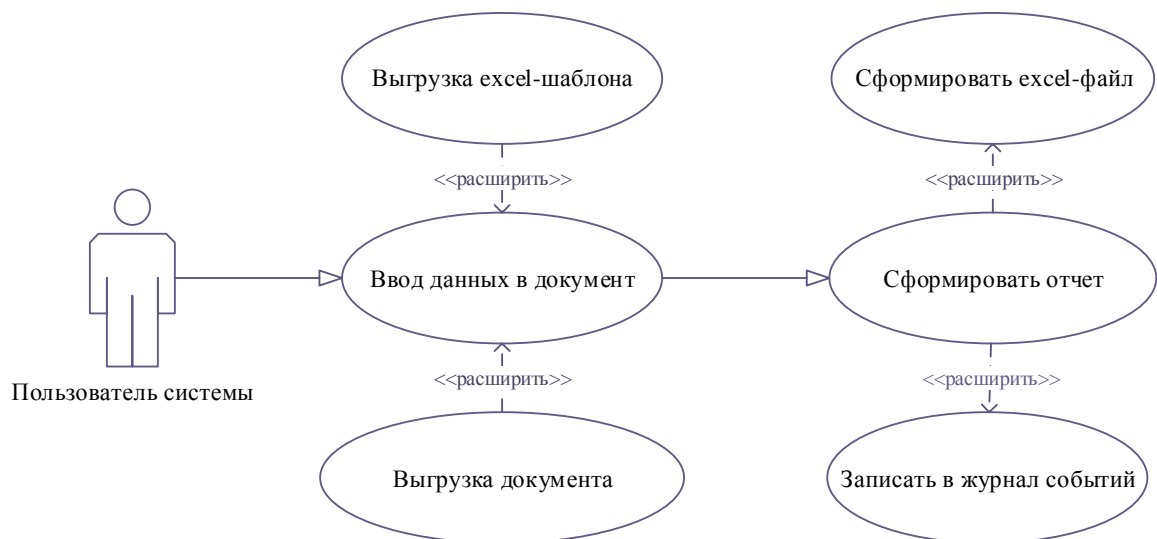 Выгрузка excel-шаблона
Сформировать excel-файл
<<расширить>>
<<расширить>>
Ввод данных в документ
Сформировать отчет
<<расширить>>
<<расширить>>
Пользователь системы
Выгрузка документа
Записать в журнал событий